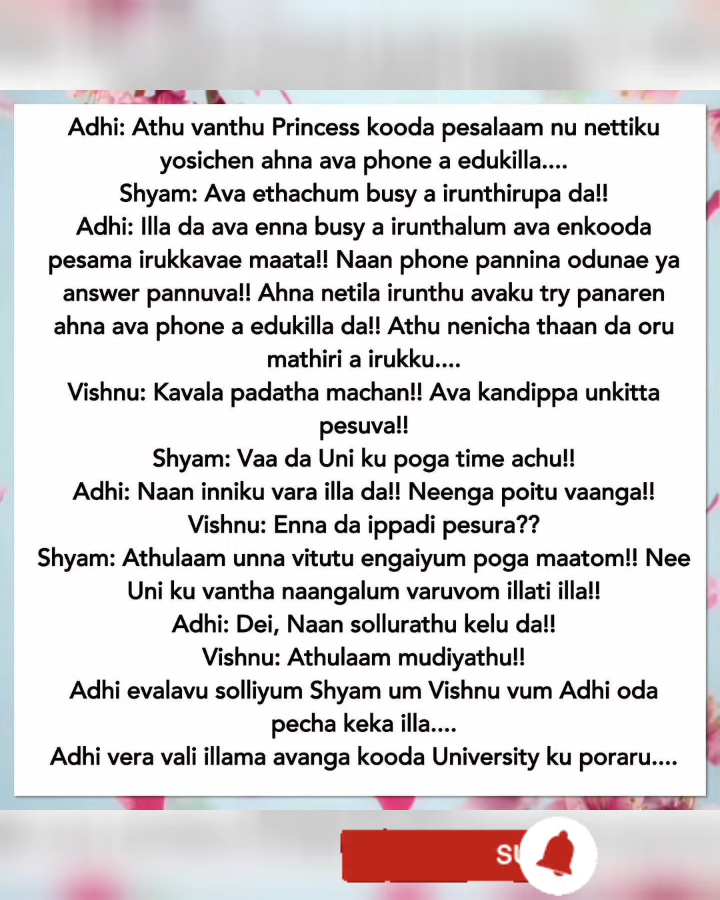 Adhi: Athu vanthu Princess kooda pesalaam nu nettiku
yosichen ahna ava phone a edukilla....
Shyam: Ava ethachum busy a irunthirupa da!!
Adhi: Illa da ava enna busy a irunthalum ava enkooda
pesama irukkavae maata!! Naan phone pannina odunae ya
answer pannuva!! Ahna netila irunthu avaku try panaren
ahna ava phone a edukilla da!! Athu nenicha thaan da oru
mathiri a irukku....
Vishnu: Kavala padatha machan!! Ava kandippa unkitta
pesuva!!
Shyam: Vaa da Uni ku poga time achu!!
Adhi: Naan inniku vara illa da!! Neenga poitu vaanga!!
Vishnu: Enna da ippadi pesura??
Shyam: Athulaam unna vitutu engaiyum poga maatom!! Nee
Uni ku vantha naangalum varuvom illati illa!!
Adhi: Dei, Naan sollurathu kelu da!!
Vishnu: Athulaam mudiyathu!!
Adhi evalavu solliyum Shyam um Vishnu vum Adhi oda
pecha keka illa....
Adhi vera vali illama avanga kooda University ku poraru....